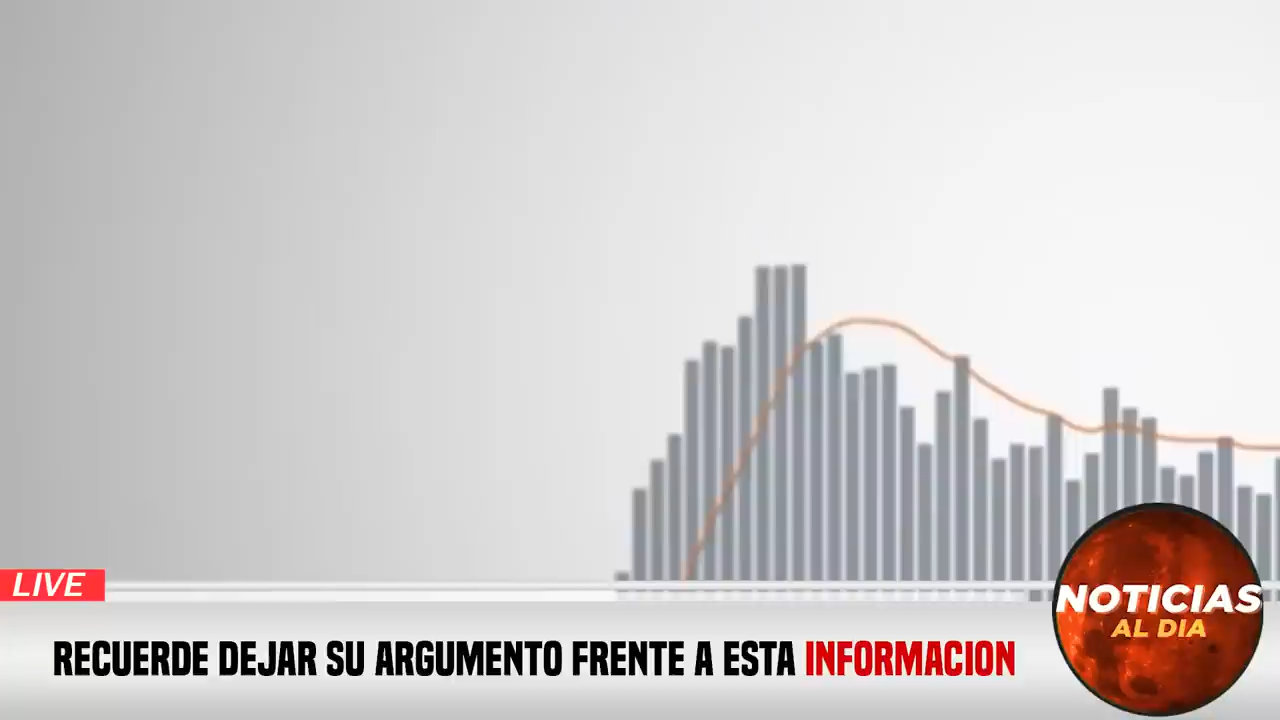 LIVE
RECUERDE DEJAR SU ARGUMENTO FRENTE A ESTA INFORMACION
NOTICIAS
AL DIA